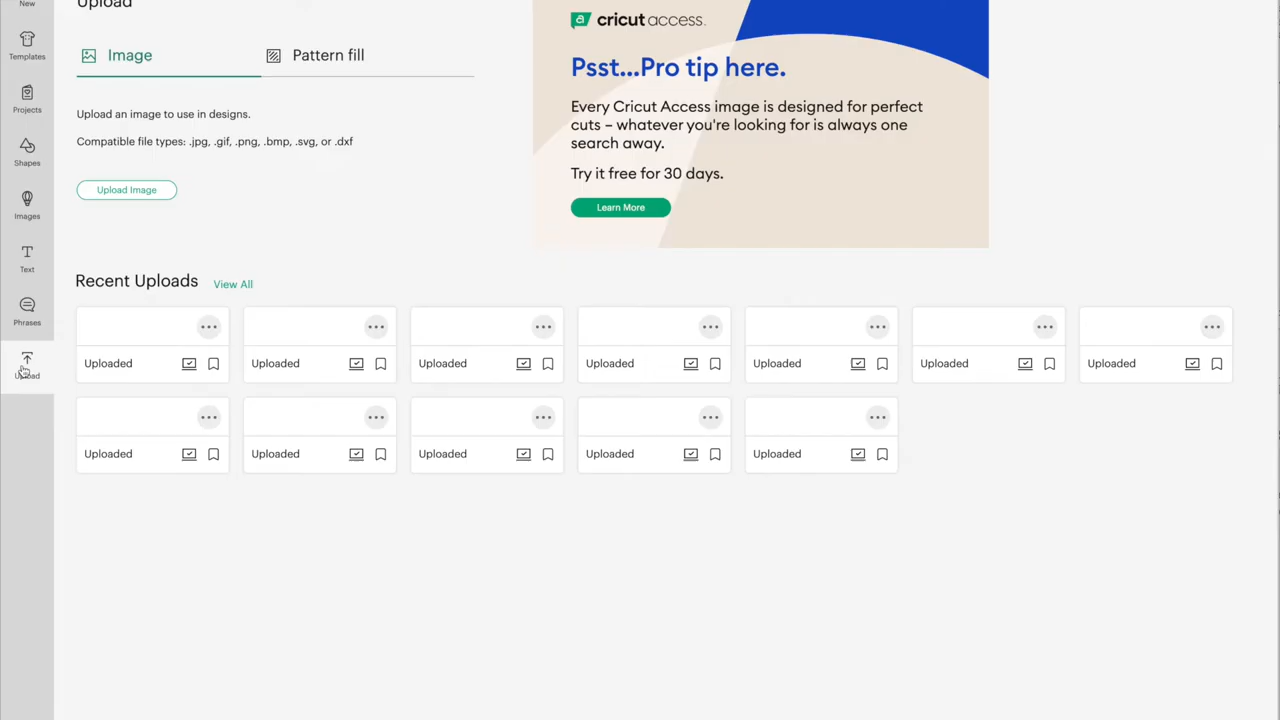 New
Upload
Templates
Projects
Shapes
Images
Text
Phrases
Upload
Image
Pattern fill
Upload an image to use in designs.
Compatible file types: .jpg, .gif, .png, .bmp, .svg, or .dxf
Upload Image
a cricut access.
Psst...Pro tip here.
Every Cricut Access image is designed for perfect
cuts – whatever you're looking for is always one
search away.
Try it free for 30 days.
Learn More
Recent Uploads View All
Uploaded Uploaded Uploaded Uploaded Uploaded Uploaded Uploaded
Uploaded Uploaded Uploaded Uploaded Uploaded